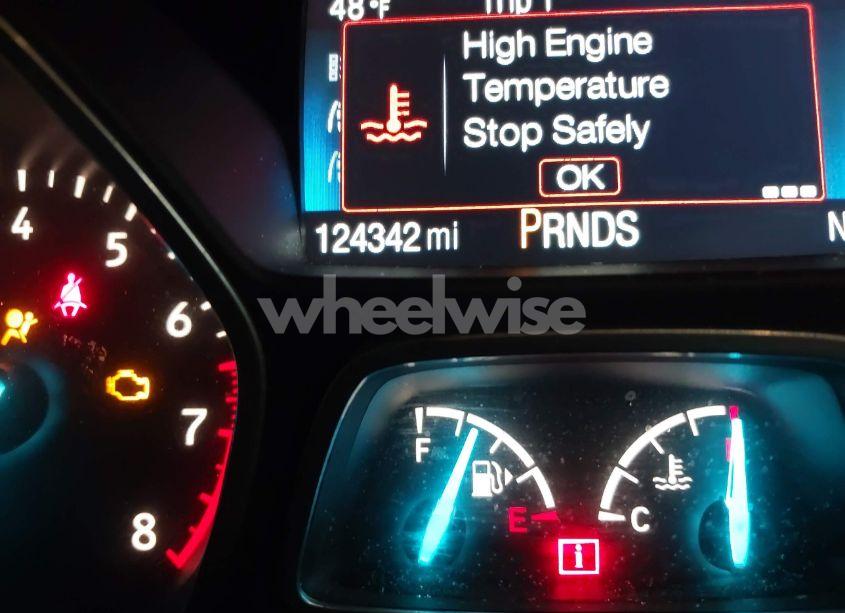 48°F
High Engine
Temperature
Stop Safely
OK
124342 mi
PRNDS
N
4
5
6
7
8
wheelwise
F
E
i
C